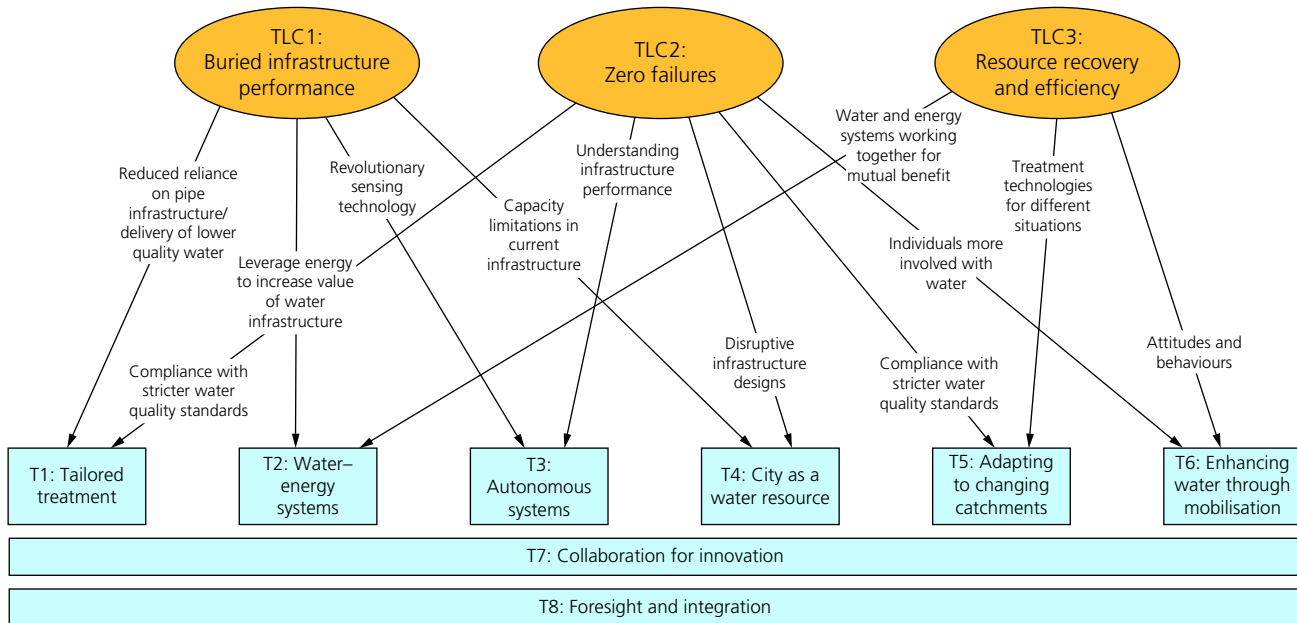 TLC1:
Buried infrastructure
performance
TLC2:
Zero failures
TLC3:
Resource recovery
and efficiency
Reduced reliance
on pipe
infrastructure/
delivery of lower
quality water
Leverage energy
to increase value
of water
infrastructure
Revolutionary
sensing
technology
Capacity
limitations in
current
infrastructure
Understanding
infrastructure
performance
Water and energy
systems working
together for
mutual benefit
Treatment
technologies
for different
situations
Individuals more
involved with
water
Compliance with
stricter water
quality standards
Disruptive
infrastructure
designs
Compliance with
stricter water
quality standards
Attitudes and
behaviours
T1: Tailored
treatment
T2: Water–
energy
systems
T3:
Autonomous
systems
T4: City as
a water
resource
T5: Adapting
to changing
catchments
T6: Enhancing
water through
mobilisation
T7: Collaboration for innovation
T8: Foresight and integration